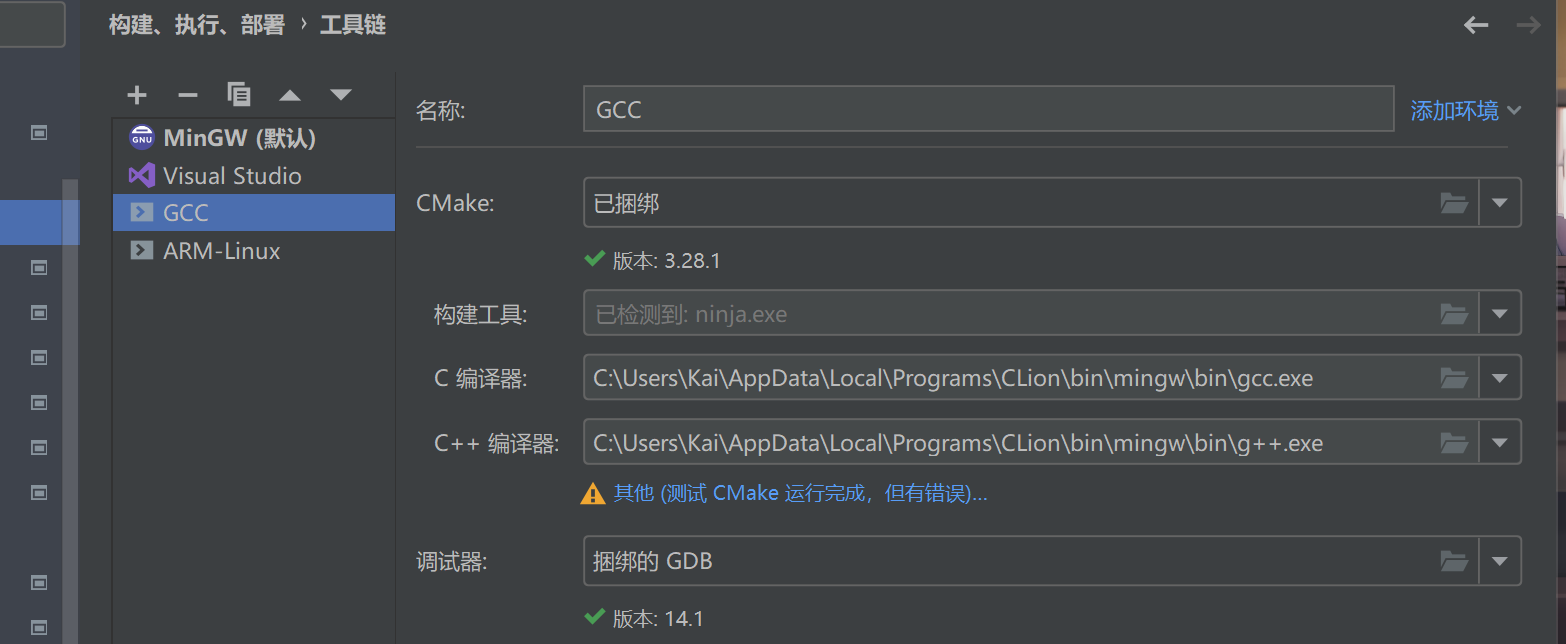 构建、执行、部署 › 工具链
GNU
MinGW (默认)
Visual Studio
GCC
ARM-Linux
名称:
GCC
添加环境
CMake:
已捆绑
版本: 3.28.1
构建工具:
已检测到: ninja.exe
C 编译器:
C:\Users\Kai\AppData\Local\Programs\CLion\bin\mingw\bin\gcc.exe
C++ 编译器:
C:\Users\Kai\AppData\Local\Programs\CLion\bin\mingw\bin\g++.exe
其他 (测试 CMake 运行完成，但有错误)...
调试器:
捆绑的 GDB
版本: 14.1